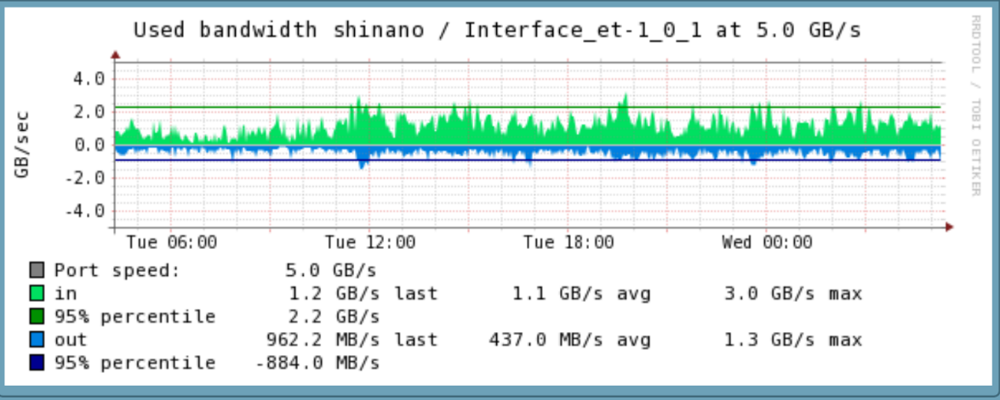 Used bandwidth shinano / Interface_et-1_0_1 at 5.0 GB/s
RRDTOOL / TOBI OETIKER
GB/sec
4.0
2.0
0.0
-2.0
-4.0
Tue 06:00 Tue 12:00 Tue 18:00 Wed 00:00
Port speed: 5.0 GB/s
in 1.2 GB/s last 1.1 GB/s avg 3.0 GB/s max
95% percentile 2.2 GB/s
out 962.2 MB/s last 437.0 MB/s avg 1.3 GB/s max
95% percentile -884.0 MB/s